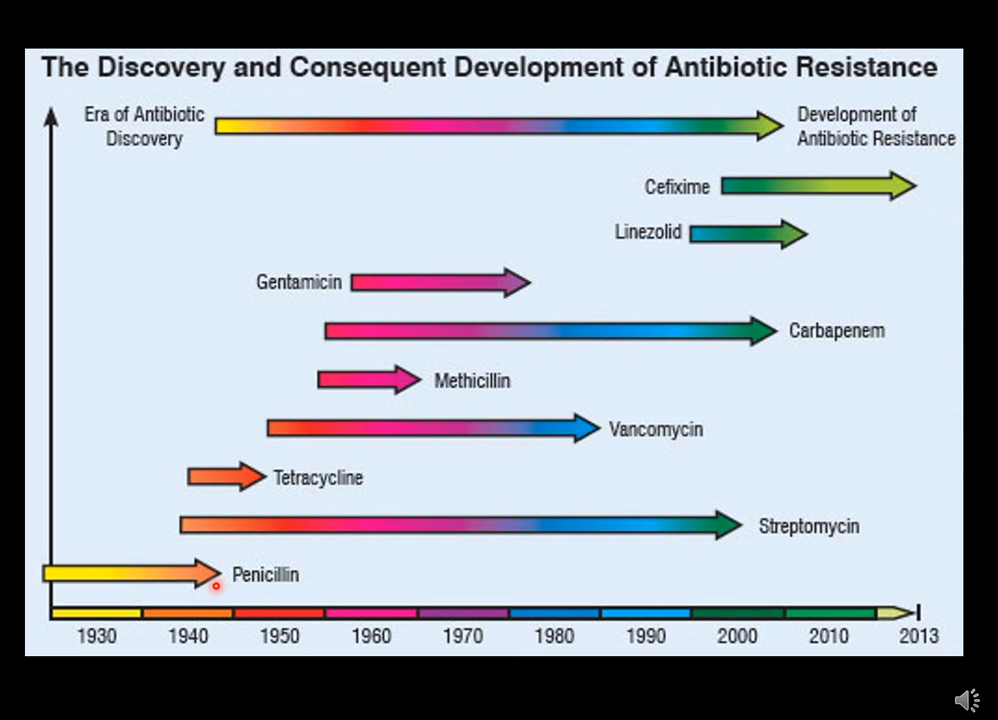 The Discovery and Consequent Development of Antibiotic Resistance
Era of Antibiotic
Discovery
Development of
Antibiotic Resistance
Cefixime
Linezolid
Gentamicin
Carbapenem
Methicillin
Vancomycin
Tetracycline
Streptomycin
Penicillin
1930 1940 1950 1960 1970 1980 1990 2000 2010 2013